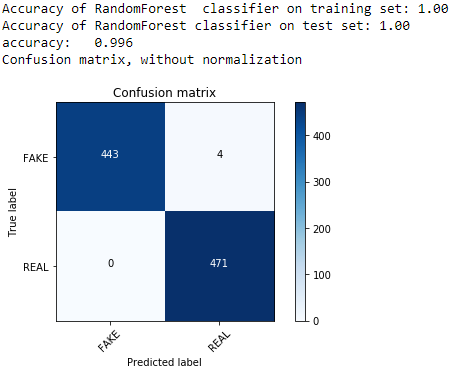 Accuracy of RandomForest  classifier on training set: 1.00
Accuracy of RandomForest classifier on test set: 1.00
accuracy:   0.996
Confusion matrix, without normalization
Confusion matrix
FAKE
443
4
REAL
0
471
True label
FAKE
REAL
Predicted label
400
300
200
100
0